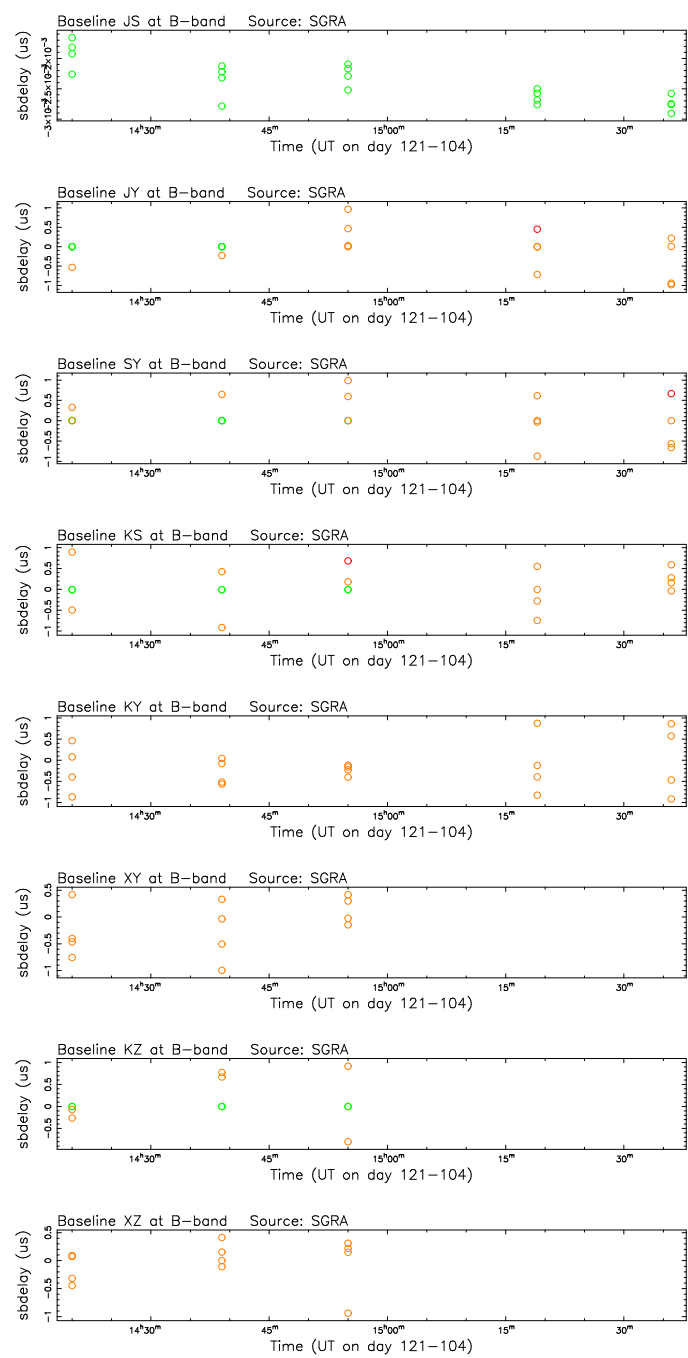 Baseline JS at B−band Source: SGRA
sbdelay (us)
14h30m 45m 15h00m 15m 30m
Time (UT on day 121−104)
Baseline JY at B−band Source: SGRA
sbdelay (us)
1
0.5
0
−0.5
−1
14h30m 45m 15h00m 15m 30m
Time (UT on day 121−104)
Baseline SY at B−band Source: SGRA
sbdelay (us)
1
0.5
0
−0.5
−1
14h30m 45m 15h00m 15m 30m
Time (UT on day 121−104)
Baseline KS at B−band Source: SGRA
sbdelay (us)
1
0.5
0
−0.5
−1
14h30m 45m 15h00m 15m 30m
Time (UT on day 121−104)
Baseline KY at B−band Source: SGRA
sbdelay (us)
1
0.5
0
−0.5
−1
14h30m 45m 15h00m 15m 30m
Time (UT on day 121−104)
Baseline XY at B−band Source: SGRA
sbdelay (us)
0.5
0
−0.5
−1
14h30m 45m 15h00m 15m 30m
Time (UT on day 121−104)
Baseline KZ at B−band Source: SGRA
sbdelay (us)
1
0.5
0
−0.5
14h30m 45m 15h00m 15m 30m
Time (UT on day 121−104)
Baseline XZ at B−band Source: SGRA
sbdelay (us)
0.5
0
−0.5
−1
14h30m 45m 15h00m 15m 30m
Time (UT on day 121−104)